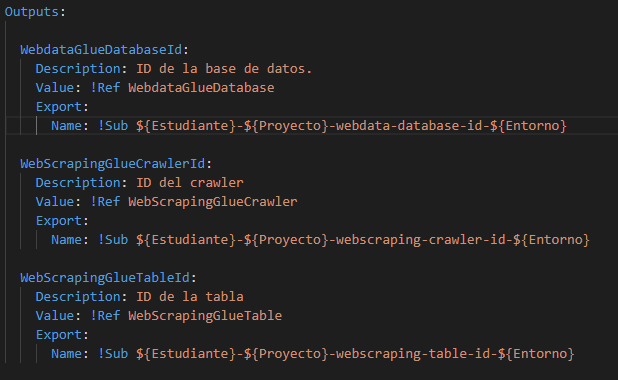 Outputs:
WebdataGlueDatabaseId:
Description: ID de la base de datos.
Value: !Ref WebdataGlueDatabase
Export:
Name: !Sub ${Estudiante}-${Proyecto}-webdata-database-id-${Entorno}
WebScrapingGlueCrawlerId:
Description: ID del crawler
Value: !Ref WebScrapingGlueCrawler
Export:
Name: !Sub ${Estudiante}-${Proyecto}-webscraping-crawler-id-${Entorno}
WebScrapingGlueTableId:
Description: ID de la tabla
Value: !Ref WebScrapingGlueTable
Export:
Name: !Sub ${Estudiante}-${Proyecto}-webscraping-table-id-${Entorno}